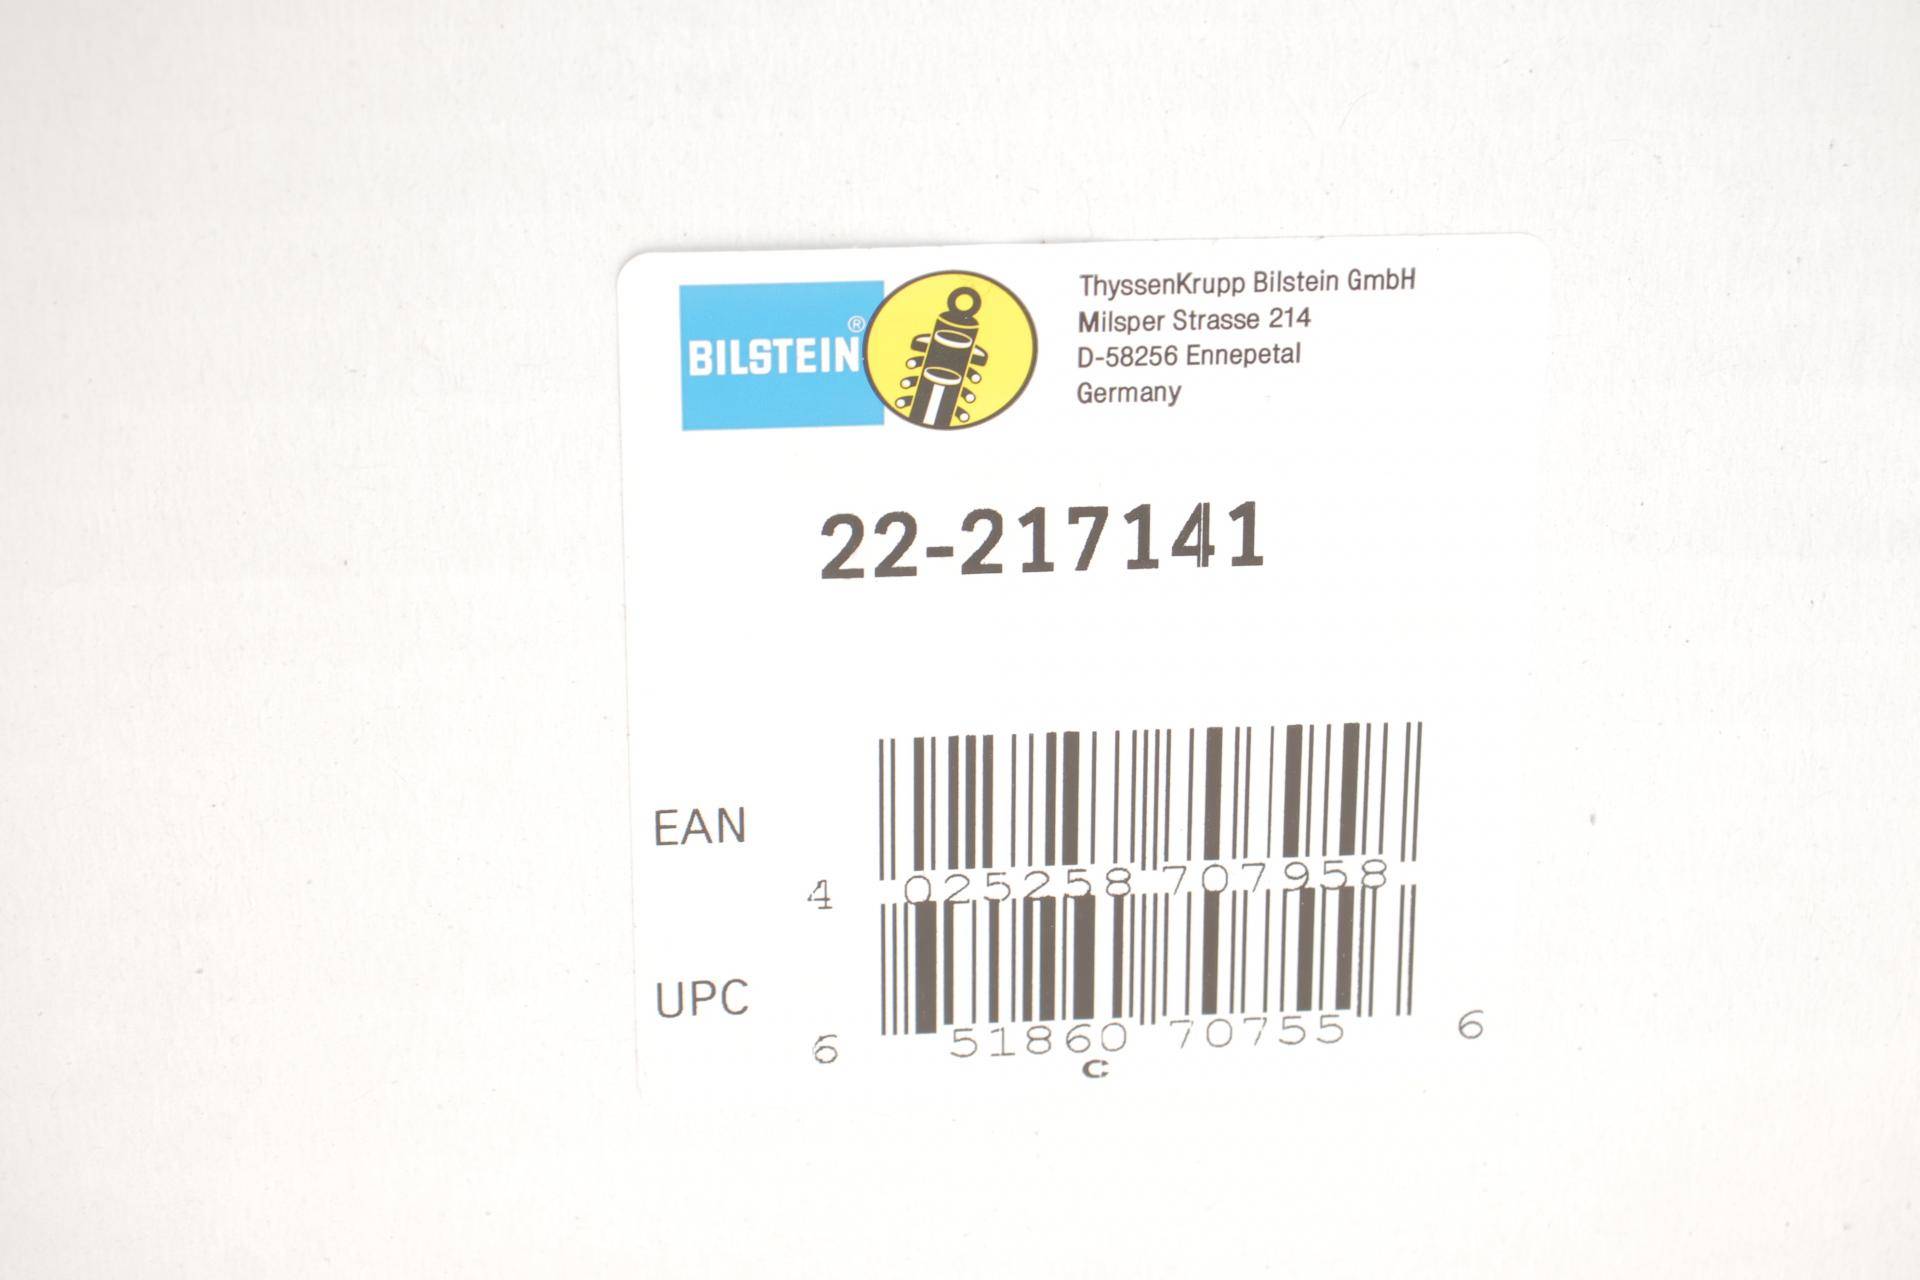 BILSTEIN®
ThyssenKrupp Bilstein GmbH
Milsper Strasse 214
D-58256 Ennepetal
Germany
22-217141
EAN
4 025258 707958
UPC
6 51860 70755 6
C